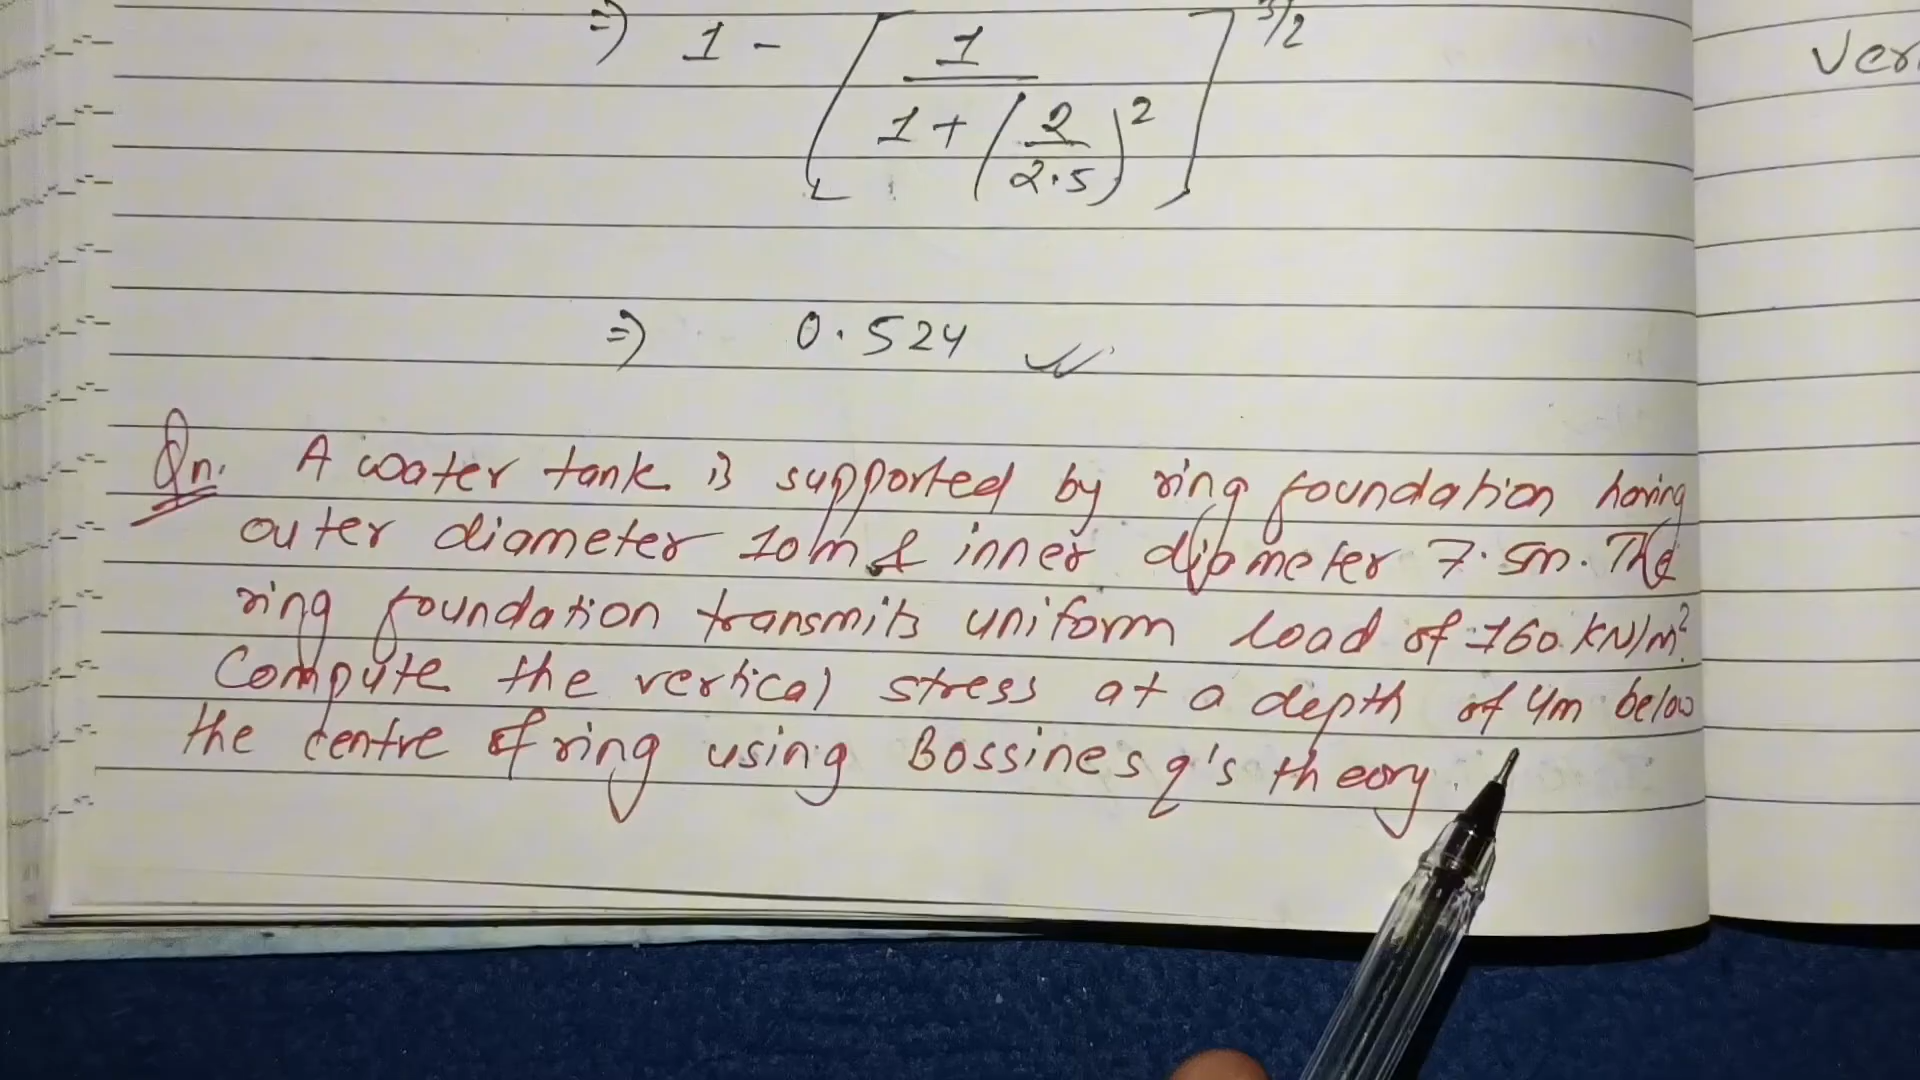 =) 1 - [ 1 / 1 + ( 2 / 2.5 )² ] 3/2
=) 0.524
Qn. A water tank is supported by ring foundation having
outer diameter 10m & inner diameter 7.5m. The
ring foundation transmits uniform load of 160 KN/m².
Compute the vertical stress at a depth of 4m below
the centre of ring using Bossinesq's theory.